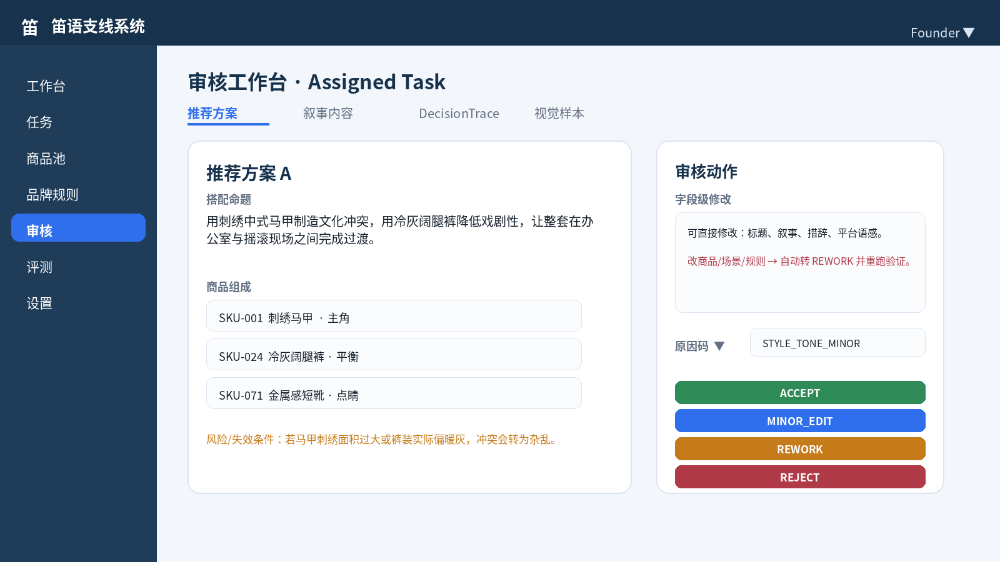 笛 笛语支线系统
Founder ▼
工作台
任务
商品池
品牌规则
审核
评测
设置
审核工作台 · Assigned Task
推荐方案 叙事内容 DecisionTrace 视觉样本
推荐方案 A
搭配命题
用刺绣中式马甲制造文化冲突，用冷灰阔腿裤降低戏剧性，让整套在办
公室与摇滚现场之间完成过渡。
商品组成
SKU-001 刺绣马甲 · 主角
SKU-024 冷灰阔腿裤 · 平衡
SKU-071 金属感短靴 · 点睛
风险/失效条件：若马甲刺绣面积过大或裤装实际偏暖灰，冲突会转为杂乱。
审核动作
字段级修改
可直接修改：标题、叙事、措辞、平台语感。
改商品/场景/规则 → 自动转 REWORK 并重跑验证。
原因码 ▼ STYLE_TONE_MINOR
ACCEPT
MINOR_EDIT
REWORK
REJECT